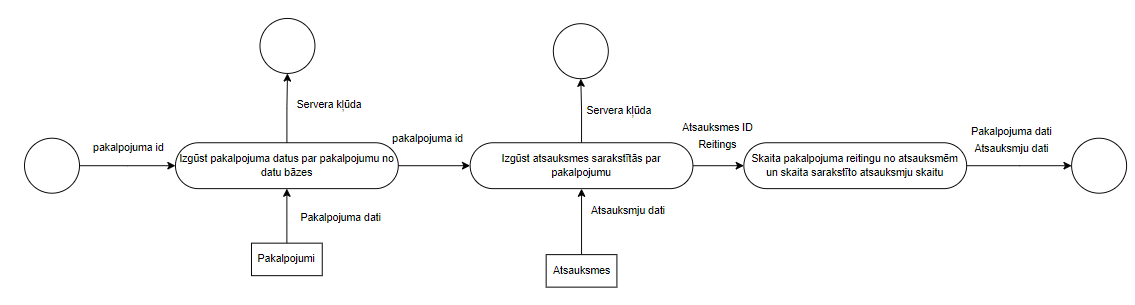 Servera kļūda
Servera kļūda
pakalpojuma id
Izgūst pakalpojuma datus par pakalpojumu no
datu bāzes
pakalpojuma id
Izgūst atsauksmes sarakstītās par
pakalpojumu
Atsauksmes ID
Reitings
Skaita pakalpojuma reitingu no atsauksmēm
un skaita sarakstīto atsauksmju skaitu
Pakalpojuma dati
Atsauksmju dati
Pakalpojuma dati
Atsauksmju dati
Pakalpojumi
Atsauksmes